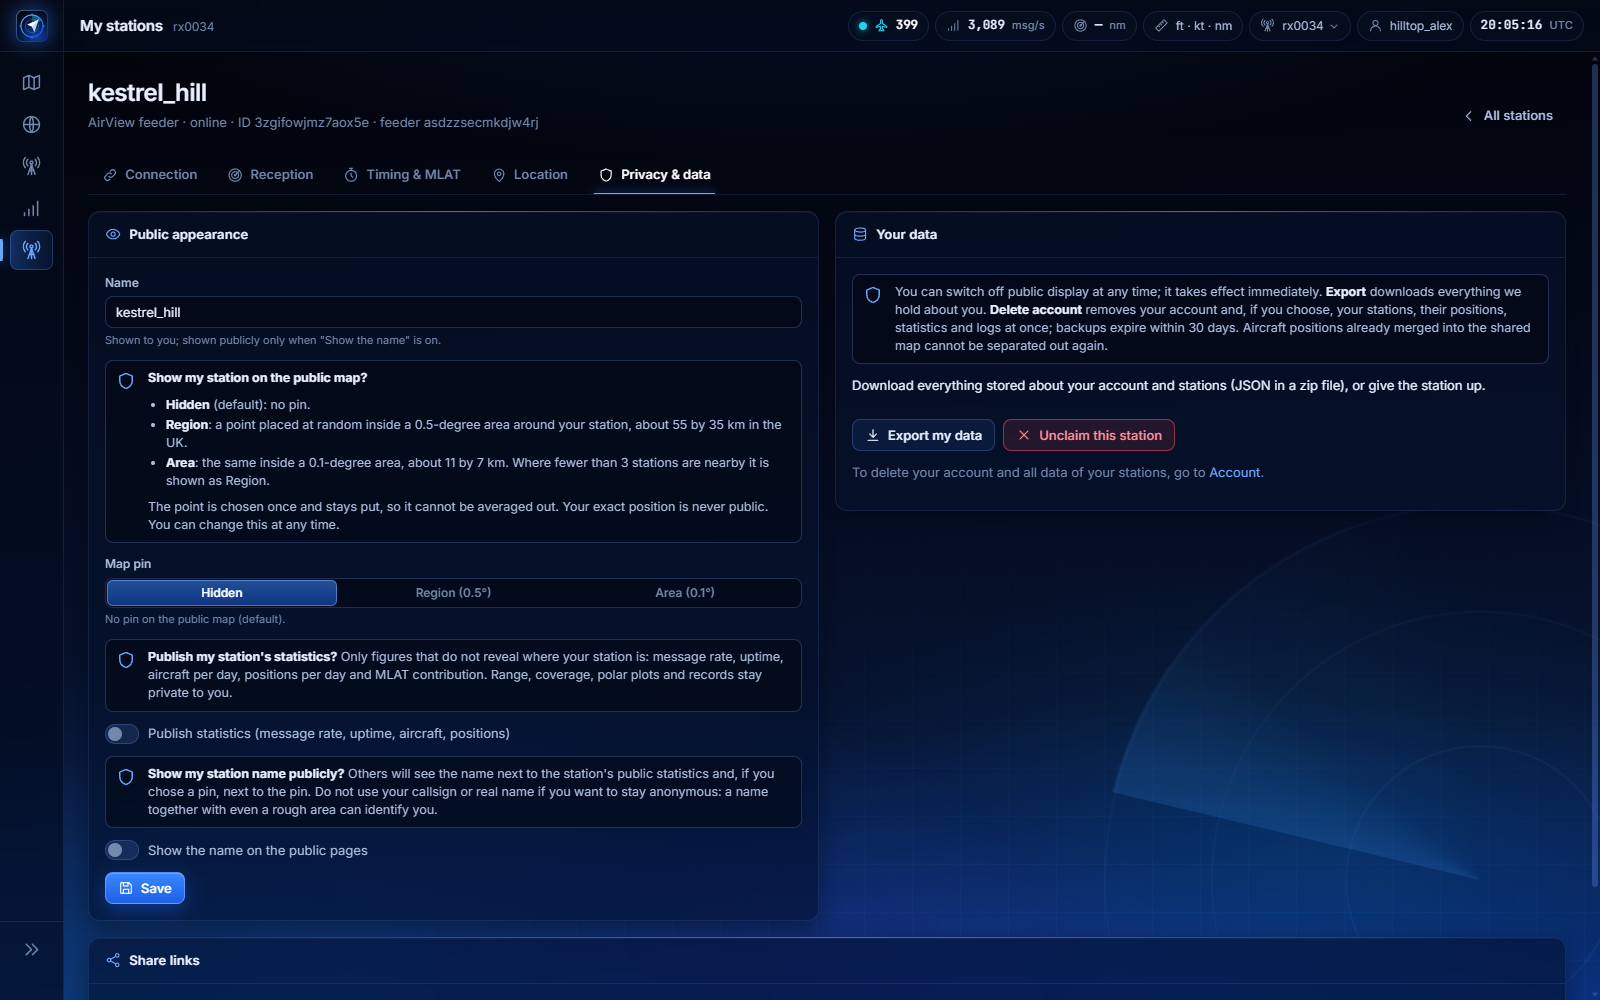 My stations rx0034
399
3,089 msg/s
– nm
ft · kt · nm
rx0034
hilltop_alex
20:05:16 UTC
kestrel_hill
AirView feeder · online · ID 3zgifowjmz7aox5e · feeder asdzzsecmkdjw4rj
All stations
Connection
Reception
Timing & MLAT
Location
Privacy & data
Public appearance
Name
kestrel_hill
Shown to you; shown publicly only when "Show the name" is on.
Show my station on the public map?
• Hidden (default): no pin.
• Region: a point placed at random inside a 0.5-degree area around your station, about 55 by 35 km in the
UK.
• Area: the same inside a 0.1-degree area, about 11 by 7 km. Where fewer than 3 stations are nearby it is
shown as Region.
The point is chosen once and stays put, so it cannot be averaged out. Your exact position is never public.
You can change this at any time.
Map pin
Hidden
Region (0.5°)
Area (0.1°)
No pin on the public map (default).
Publish my station's statistics? Only figures that do not reveal where your station is: message rate, uptime,
aircraft per day, positions per day and MLAT contribution. Range, coverage, polar plots and records stay
private to you.
Publish statistics (message rate, uptime, aircraft, positions)
Show my station name publicly? Others will see the name next to the station's public statistics and, if you
chose a pin, next to the pin. Do not use your callsign or real name if you want to stay anonymous: a name
together with even a rough area can identify you.
Show the name on the public pages
Save
Your data
You can switch off public display at any time; it takes effect immediately. Export downloads everything we
hold about you. Delete account removes your account and, if you choose, your stations, their positions,
statistics and logs at once; backups expire within 30 days. Aircraft positions already merged into the shared
map cannot be separated out again.
Download everything stored about your account and stations (JSON in a zip file), or give the station up.
Export my data
Unclaim this station
To delete your account and all data of your stations, go to Account.
Share links